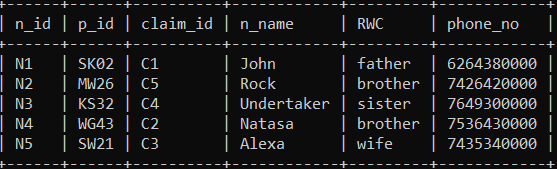 | n_id | p_id | claim_id | n_name | RWC | phone_no |
| N1 | SK02 | C1 | John | father | 6264380000 |
| N2 | MW26 | C5 | Rock | brother | 7426420000 |
| N3 | KS32 | C4 | Undertaker | sister | 7649300000 |
| N4 | WG43 | C2 | Natasa | brother | 7536430000 |
| N5 | SW21 | C3 | Alexa | wife | 7435340000 |